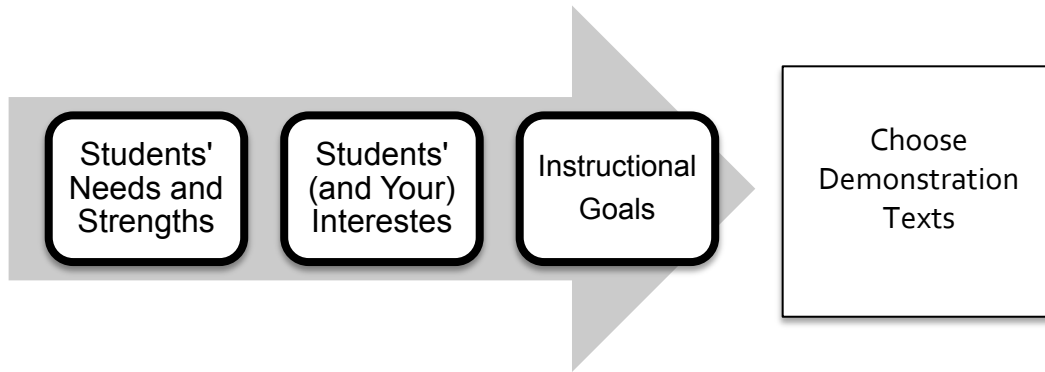 Students'
Needs and
Strengths
Students'
(and Your)
Interestes
Instructional
Goals
Choose
Demonstration
Texts